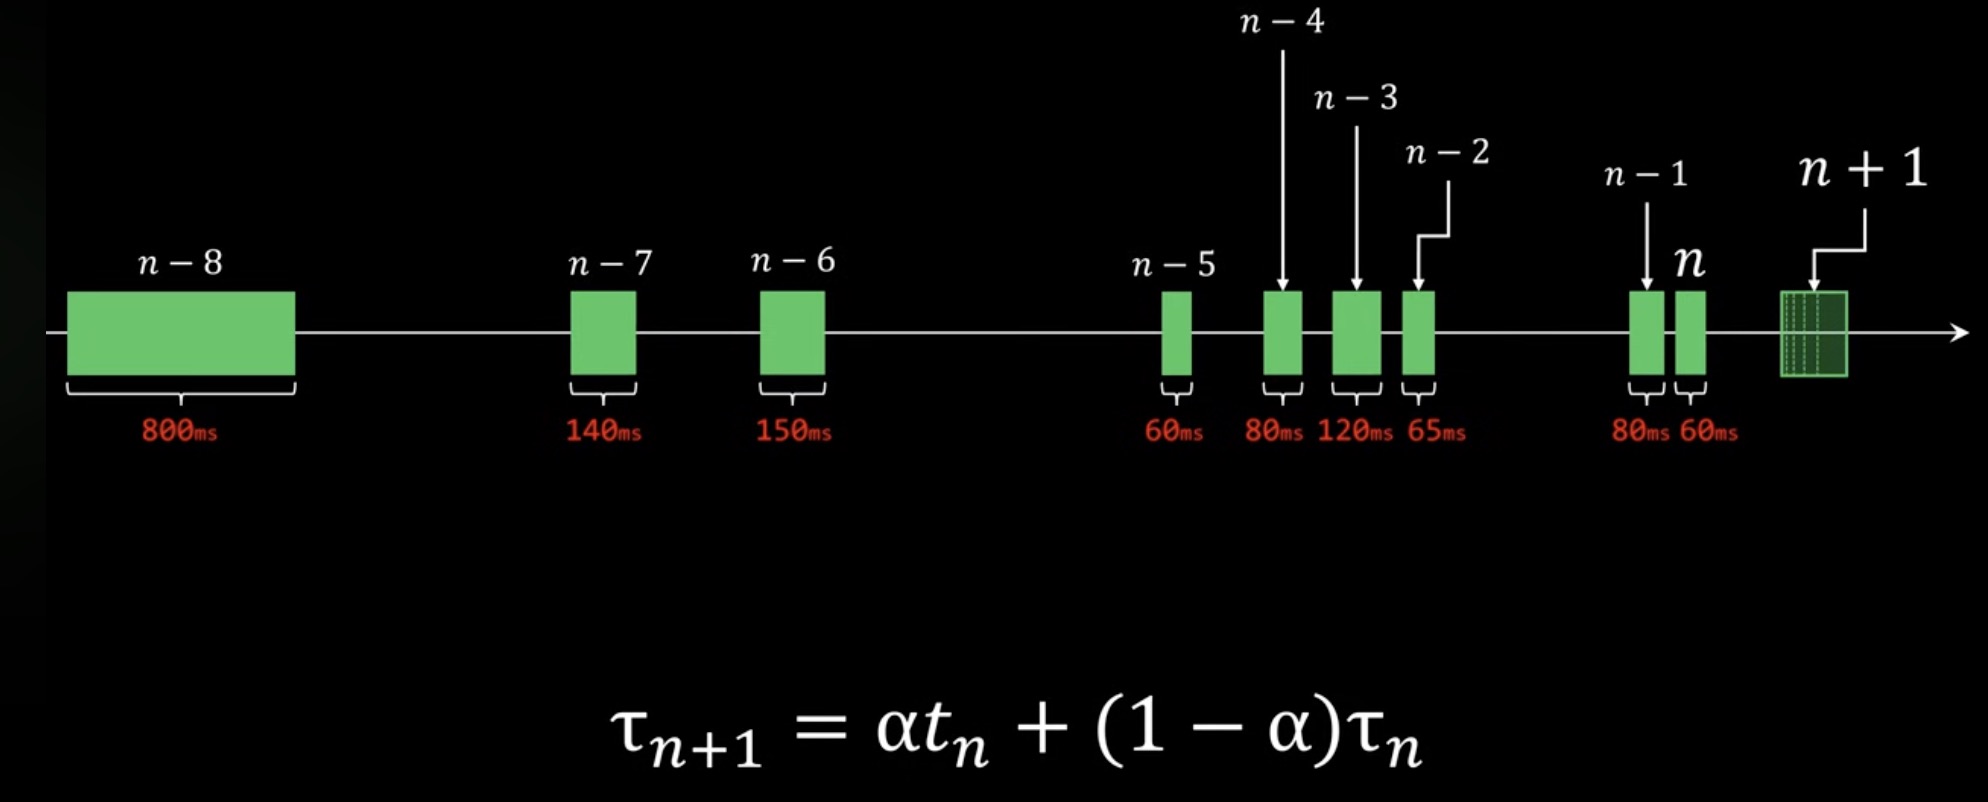 n − 4
n − 3
n − 2
n − 1
n + 1
n − 8
n − 7
n − 6
n − 5
n
800ms
140ms
150ms
60ms
80ms
120ms
65ms
80ms
60ms
τₙ₊₁ = αtₙ + (1 − α)τₙ